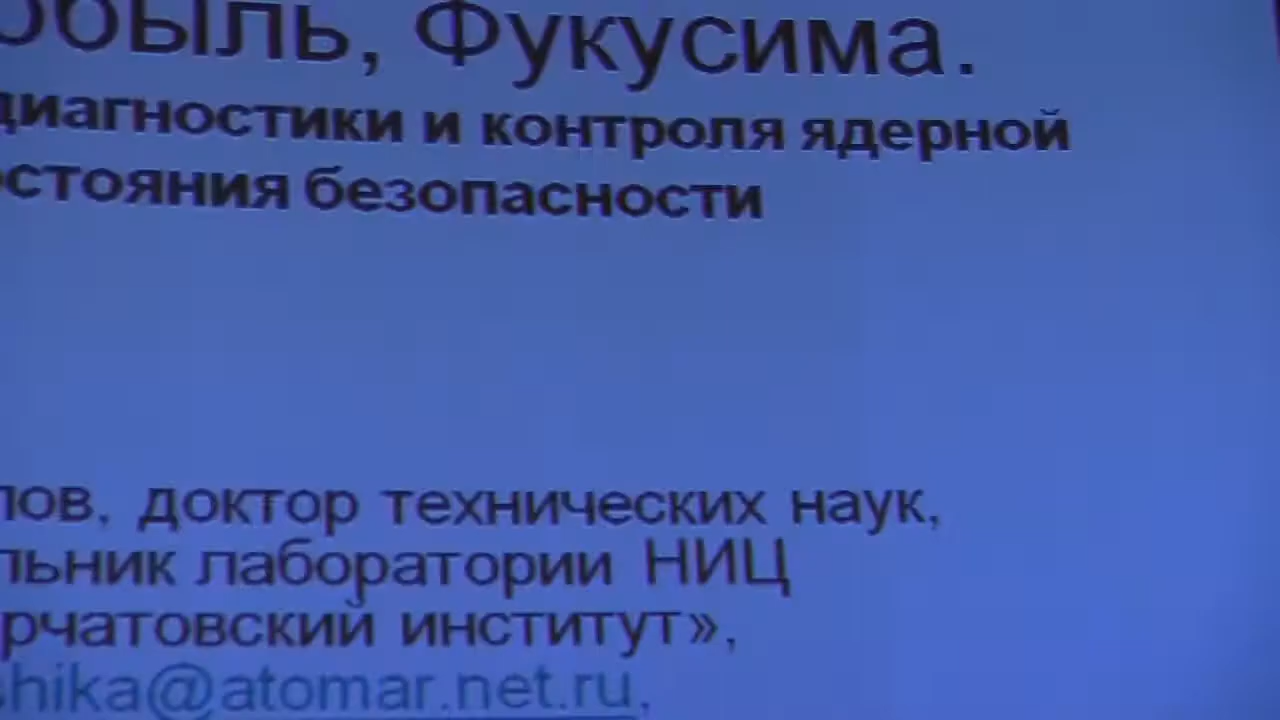 обыль, Фукусима.
диагностики и контроля ядерной
остояния безопасности
лов, доктор технических наук,
льник лаборатории НИЦ
рчатовский институт»,
shika@atomar.net.ru,